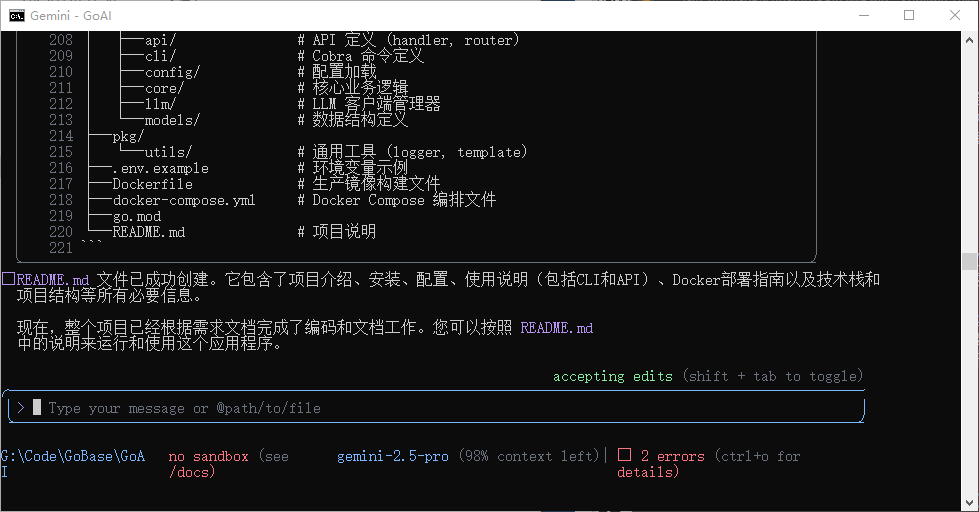 Gemini - GoAI
208 │ ├──api/ # API 定义 (handler, router)
209 │ ├──cli/ # Cobra 命令定义
210 │ ├──config/ # 配置加载
211 │ ├──core/ # 核心业务逻辑
212 │ ├──llm/ # LLM 客户端管理器
213 │ └──models/ # 数据结构定义
214 ├──pkg/
215 │ └──utils/ # 通用工具 (logger, template)
216 ├──.env.example # 环境变量示例
217 ├──Dockerfile # 生产镜像构建文件
218 ├──docker-compose.yml # Docker Compose 编排文件
219 ├──go.mod
220 └──README.md # 项目说明
221 ```
README.md 文件已成功创建。它包含了项目介绍、安装、配置、使用说明（包括CLI和API）、Docker部署指南以及技术栈和
项目结构等所有必要信息。
现在，整个项目已经根据需求文档完成了编码和文档工作。您可以按照 README.md
中的说明来运行和使用这个应用程序。
accepting edits (shift + tab to toggle)
> Type your message or @path/to/file
G:\Code\GoBase\GoA no sandbox (see gemini-2.5-pro (98% context left)| 2 errors (ctrl+o for
I /docs) details)